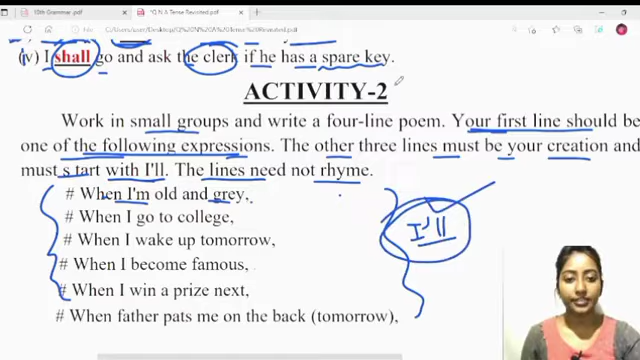 10th Grammar.pdf
*Q N A Tense Revisited.pdf
(iv) I shall go and ask the clerk if he has a spare key.
ACTIVITY-2
Work in small groups and write a four-line poem. Your first line should be
one of the following expressions. The other three lines must be your creation and
must s tart with I'll. The lines need not rhyme.
# When I'm old and grey,
# When I go to college,
# When I wake up tomorrow,
# When I become famous,
# When I win a prize next,
# When father pats me on the back (tomorrow),
I'll